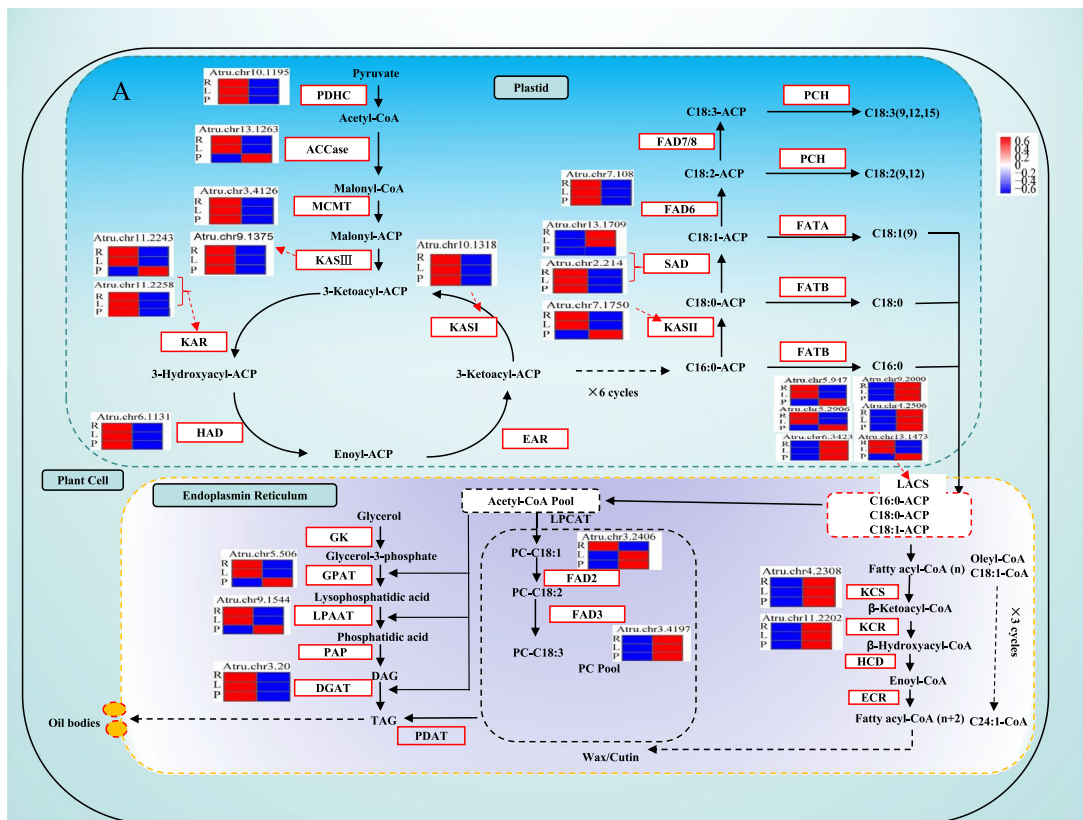 A
Plastid
Atru.chr10.1195
R
L
P
Pyruvate
PDHC
Acetyl-CoA
Atru.chr13.1263
R
L
P
ACCase
Malonyl-CoA
Atru.chr3.4126
R
L
P
MCMT
Malonyl-ACP
Atru.chr11.2243
R
L
P
Atru.chr9.1375
R
L
P
KASⅢ
Atru.chr10.1318
R
L
P
3-Ketoacyl-ACP
Atru.chr11.2258
R
L
P
KAR
KASI
3-Hydroxyacyl-ACP
3-Ketoacyl-ACP
×6 cycles
Atru.chr6.1131
R
L
P
HAD
EAR
Enoyl-ACP
C18:3-ACP
PCH
C18:3(9,12,15)
FAD7/8
C18:2-ACP
PCH
C18:2(9,12)
Atru.chr7.108
R
L
P
FAD6
C18:1-ACP
FATA
C18:1(9)
Atru.chr13.1709
R
L
P
SAD
Atru.chr2.214
R
L
P
C18:0-ACP
FATB
C18:0
Atru.chr7.1750
R
L
P
KASII
C16:0-ACP
FATB
C16:0
0.6
0.4
0.2
0
−0.2
−0.4
−0.6
Atru.chr5.947
R
L
P
Atru.chr9.2000
R
L
P
Atru.chr5.2906
R
L
P
Atru.chr4.2506
R
L
P
Atru.chr6.3423
R
L
P
Atru.chr13.1473
R
L
P
Plant Cell
Endoplasmin Reticulum
LACS
C16:0-ACP
C18:0-ACP
C18:1-ACP
Acetyl-CoA Pool
LPCAT
Glycerol
GK
Glycerol-3-phosphate
Atru.chr5.506
R
L
P
GPAT
Lysophosphatidic acid
Atru.chr9.1544
R
L
P
LPAAT
Phosphatidic acid
PAP
DAG
Atru.chr3.20
R
L
P
DGAT
TAG
PDAT
Oil bodies
PC-C18:1
Atru.chr3.2406
R
L
P
FAD2
PC-C18:2
FAD3
PC-C18:3
Atru.chr3.4197
R
L
P
PC Pool
Fatty acyl-CoA (n)
Oleyl-CoA
C18:1-CoA
Atru.chr4.2308
R
L
P
KCS
β-Ketoacyl-CoA
Atru.chr11.2202
R
L
P
KCR
β-Hydroxyacyl-CoA
HCD
Enoyl-CoA
ECR
Fatty acyl-CoA (n+2)
×3 cycles
C24:1-CoA
Wax/Cutin